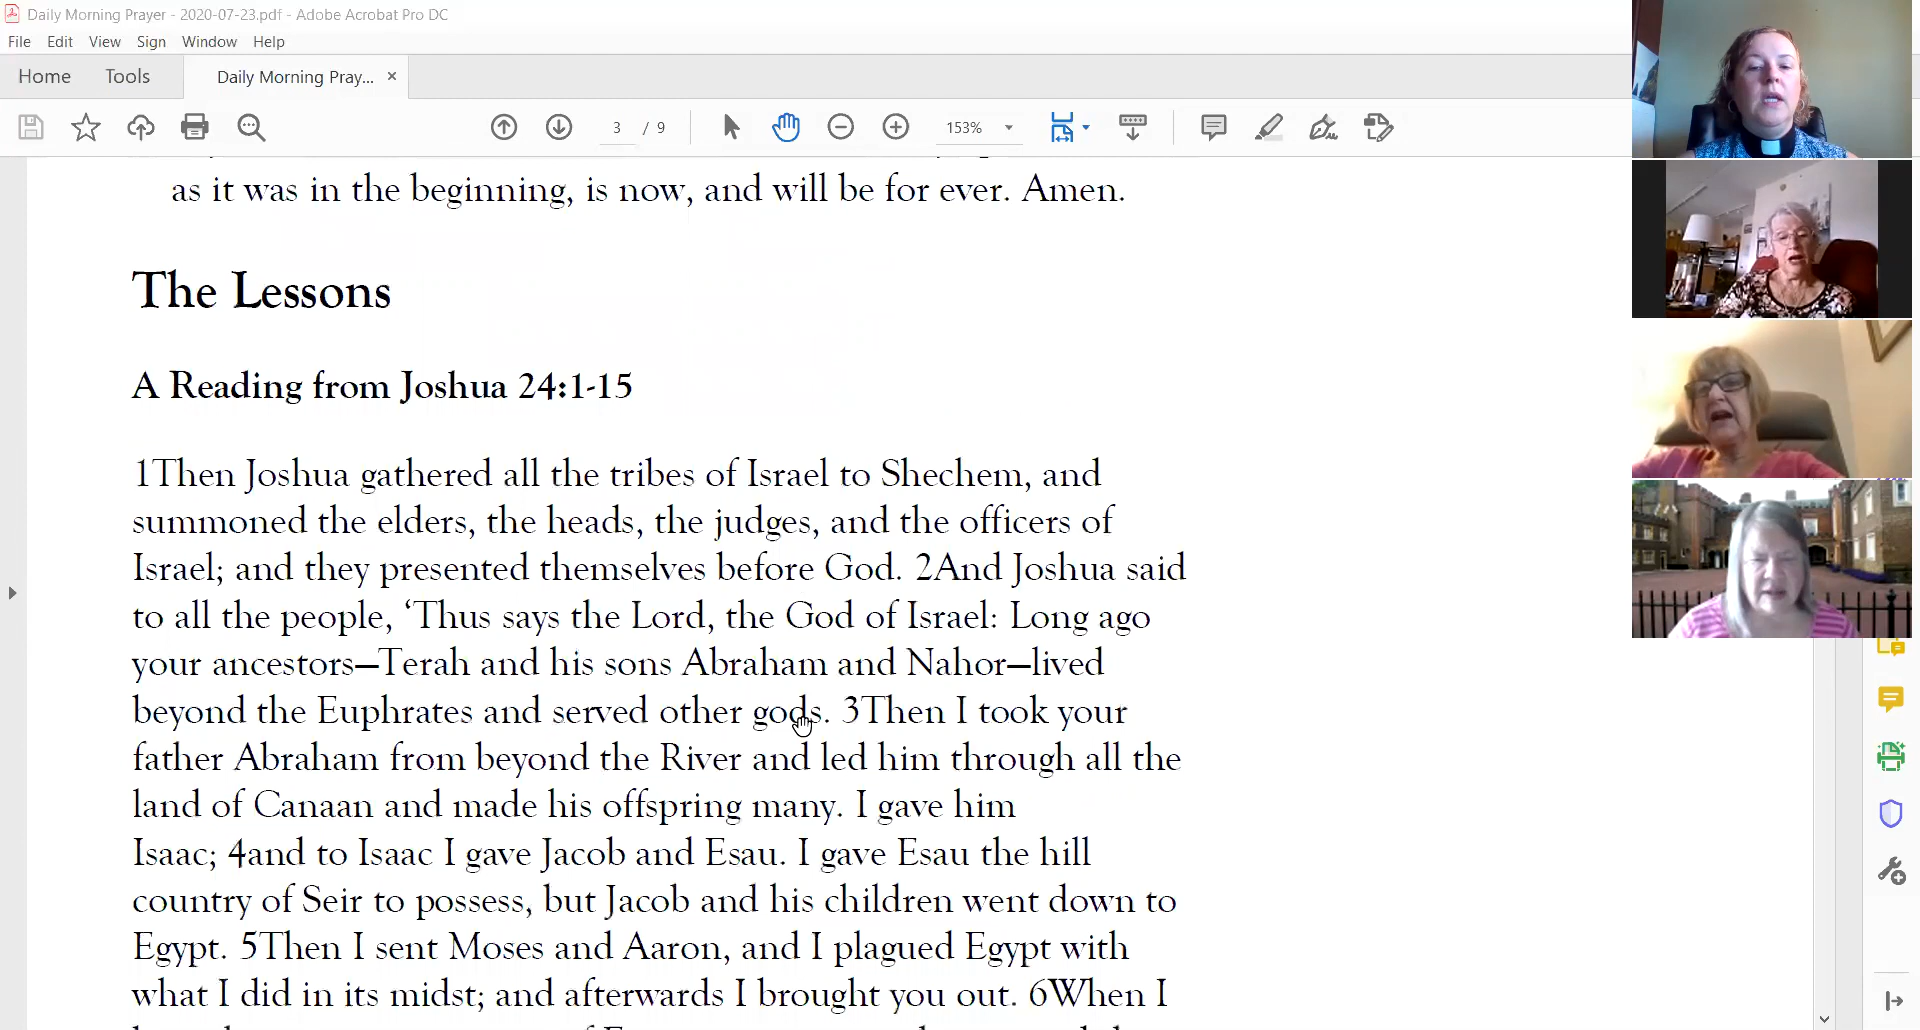 Daily Morning Prayer - 2020-07-23.pdf - Adobe Acrobat Pro DC
File Edit View Sign Window Help
Home Tools Daily Morning Pray... ×
3 / 9 153%
as it was in the beginning, is now, and will be for ever. Amen.
The Lessons
A Reading from Joshua 24:1-15
1Then Joshua gathered all the tribes of Israel to Shechem, and
summoned the elders, the heads, the judges, and the officers of
Israel; and they presented themselves before God. 2And Joshua said
to all the people, ‘Thus says the Lord, the God of Israel: Long ago
your ancestors—Terah and his sons Abraham and Nahor—lived
beyond the Euphrates and served other gods. 3Then I took your
father Abraham from beyond the River and led him through all the
land of Canaan and made his offspring many. I gave him
Isaac; 4and to Isaac I gave Jacob and Esau. I gave Esau the hill
country of Seir to possess, but Jacob and his children went down to
Egypt. 5Then I sent Moses and Aaron, and I plagued Egypt with
what I did in its midst; and afterwards I brought you out. 6When I